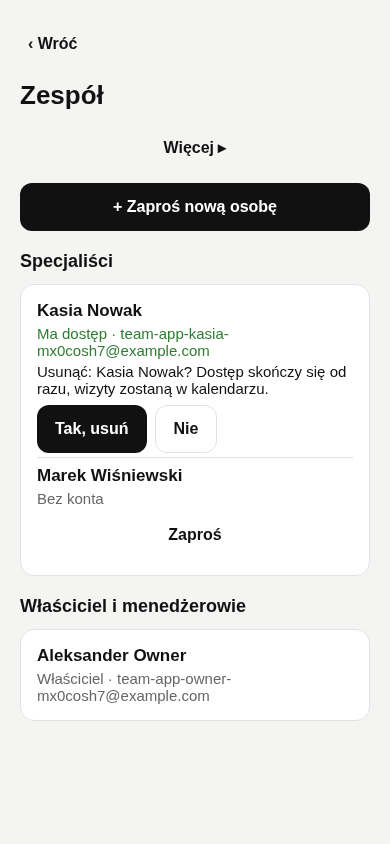 ‹ Wróć
Zespół
Więcej ▸
+ Zaproś nową osobę
Specjaliści
Kasia Nowak
Ma dostęp · team-app-kasia-
mx0cosh7@example.com
Usunąć: Kasia Nowak? Dostęp skończy się od
razu, wizyty zostaną w kalendarzu.
Tak, usuń
Nie
Marek Wiśniewski
Bez konta
Zaproś
Właściciel i menedżerowie
Aleksander Owner
Właściciel · team-app-owner-
mx0cosh7@example.com